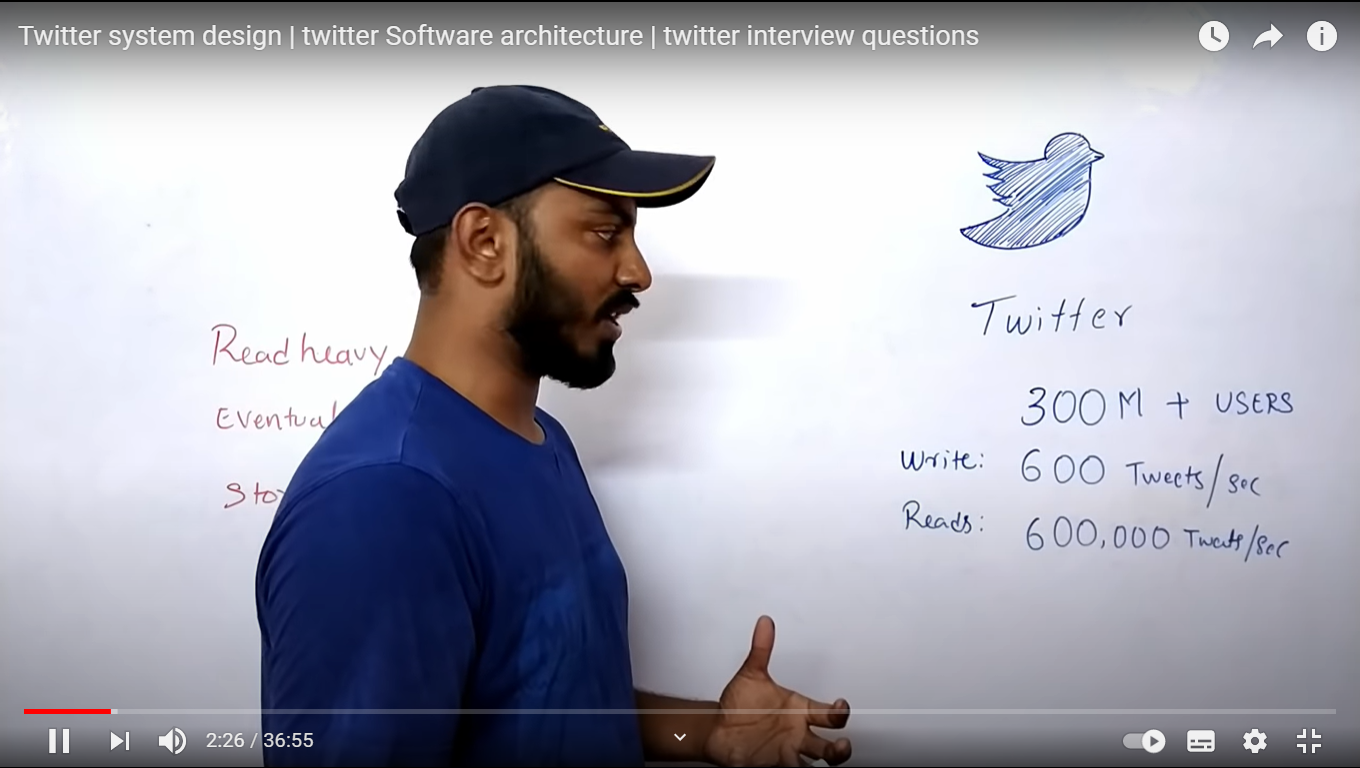 Twitter system design | twitter Software architecture | twitter interview questions
Twitter
Read heavy
300M + USERS
Write: 600 Tweets/sec
Reads: 600,000 Tweets/sec
2:26 / 36:55